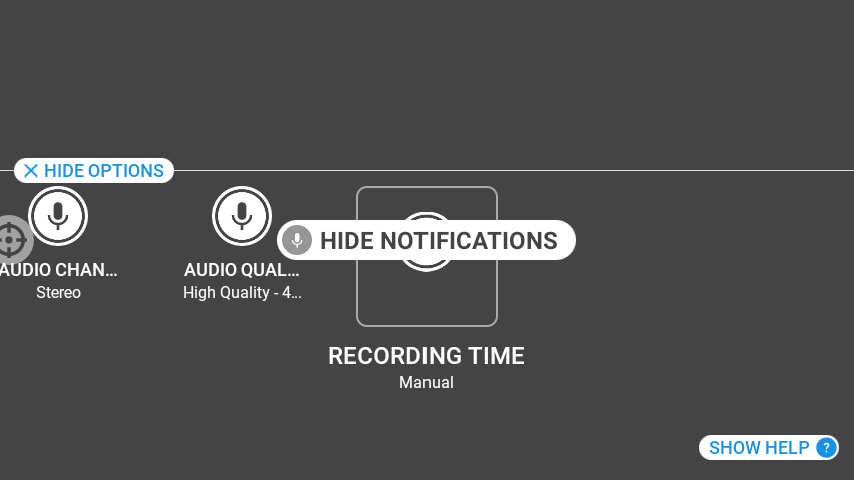 HIDE OPTIONS
HIDE NOTIFICATIONS
AUDIO CHAN...
Stereo
AUDIO QUAL...
High Quality - 4...
RECORDING TIME
Manual
SHOW HELP ?